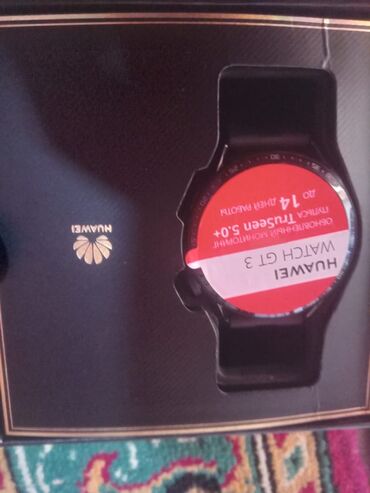 HUAWEI
HUAWEI
WATCH GT 3
ОБНОВЛЕННЫЙ МОНИТОРИНГ
ПУЛЬСА TruSeen 5.0+
ДО 14 ДНЕЙ РАБОТЫ